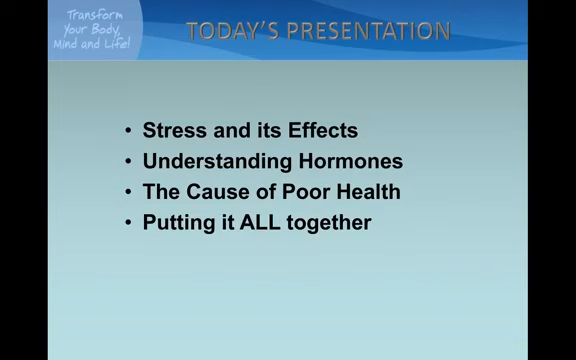 Transform
Your Body,
Mind and Life!
TODAY'S PRESENTATION
• Stress and its Effects
• Understanding Hormones
• The Cause of Poor Health
• Putting it ALL together